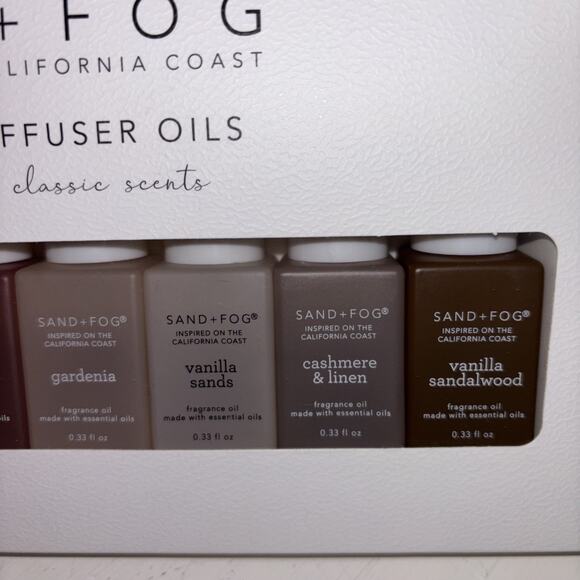 + FOG
ALIFORNIA COAST
FFUSER OILS
classic scents
ils
SAND+FOG®
INSPIRED ON THE
CALIFORNIA COAST
gardenia
fragrance oil
made with essential oils
0.33 fl oz
SAND+FOG®
INSPIRED ON THE
CALIFORNIA COAST
vanilla
sands
fragrance oil
made with essential oils
0.33 fl oz
SAND+FOG®
INSPIRED ON THE
CALIFORNIA COAST
cashmere
& linen
fragrance oil
made with essential oils
0.33 fl oz
SAND+FOG®
INSPIRED ON THE
CALIFORNIA COAST
vanilla
sandalwood
fragrance oil
made with essential oils
0.33 fl oz